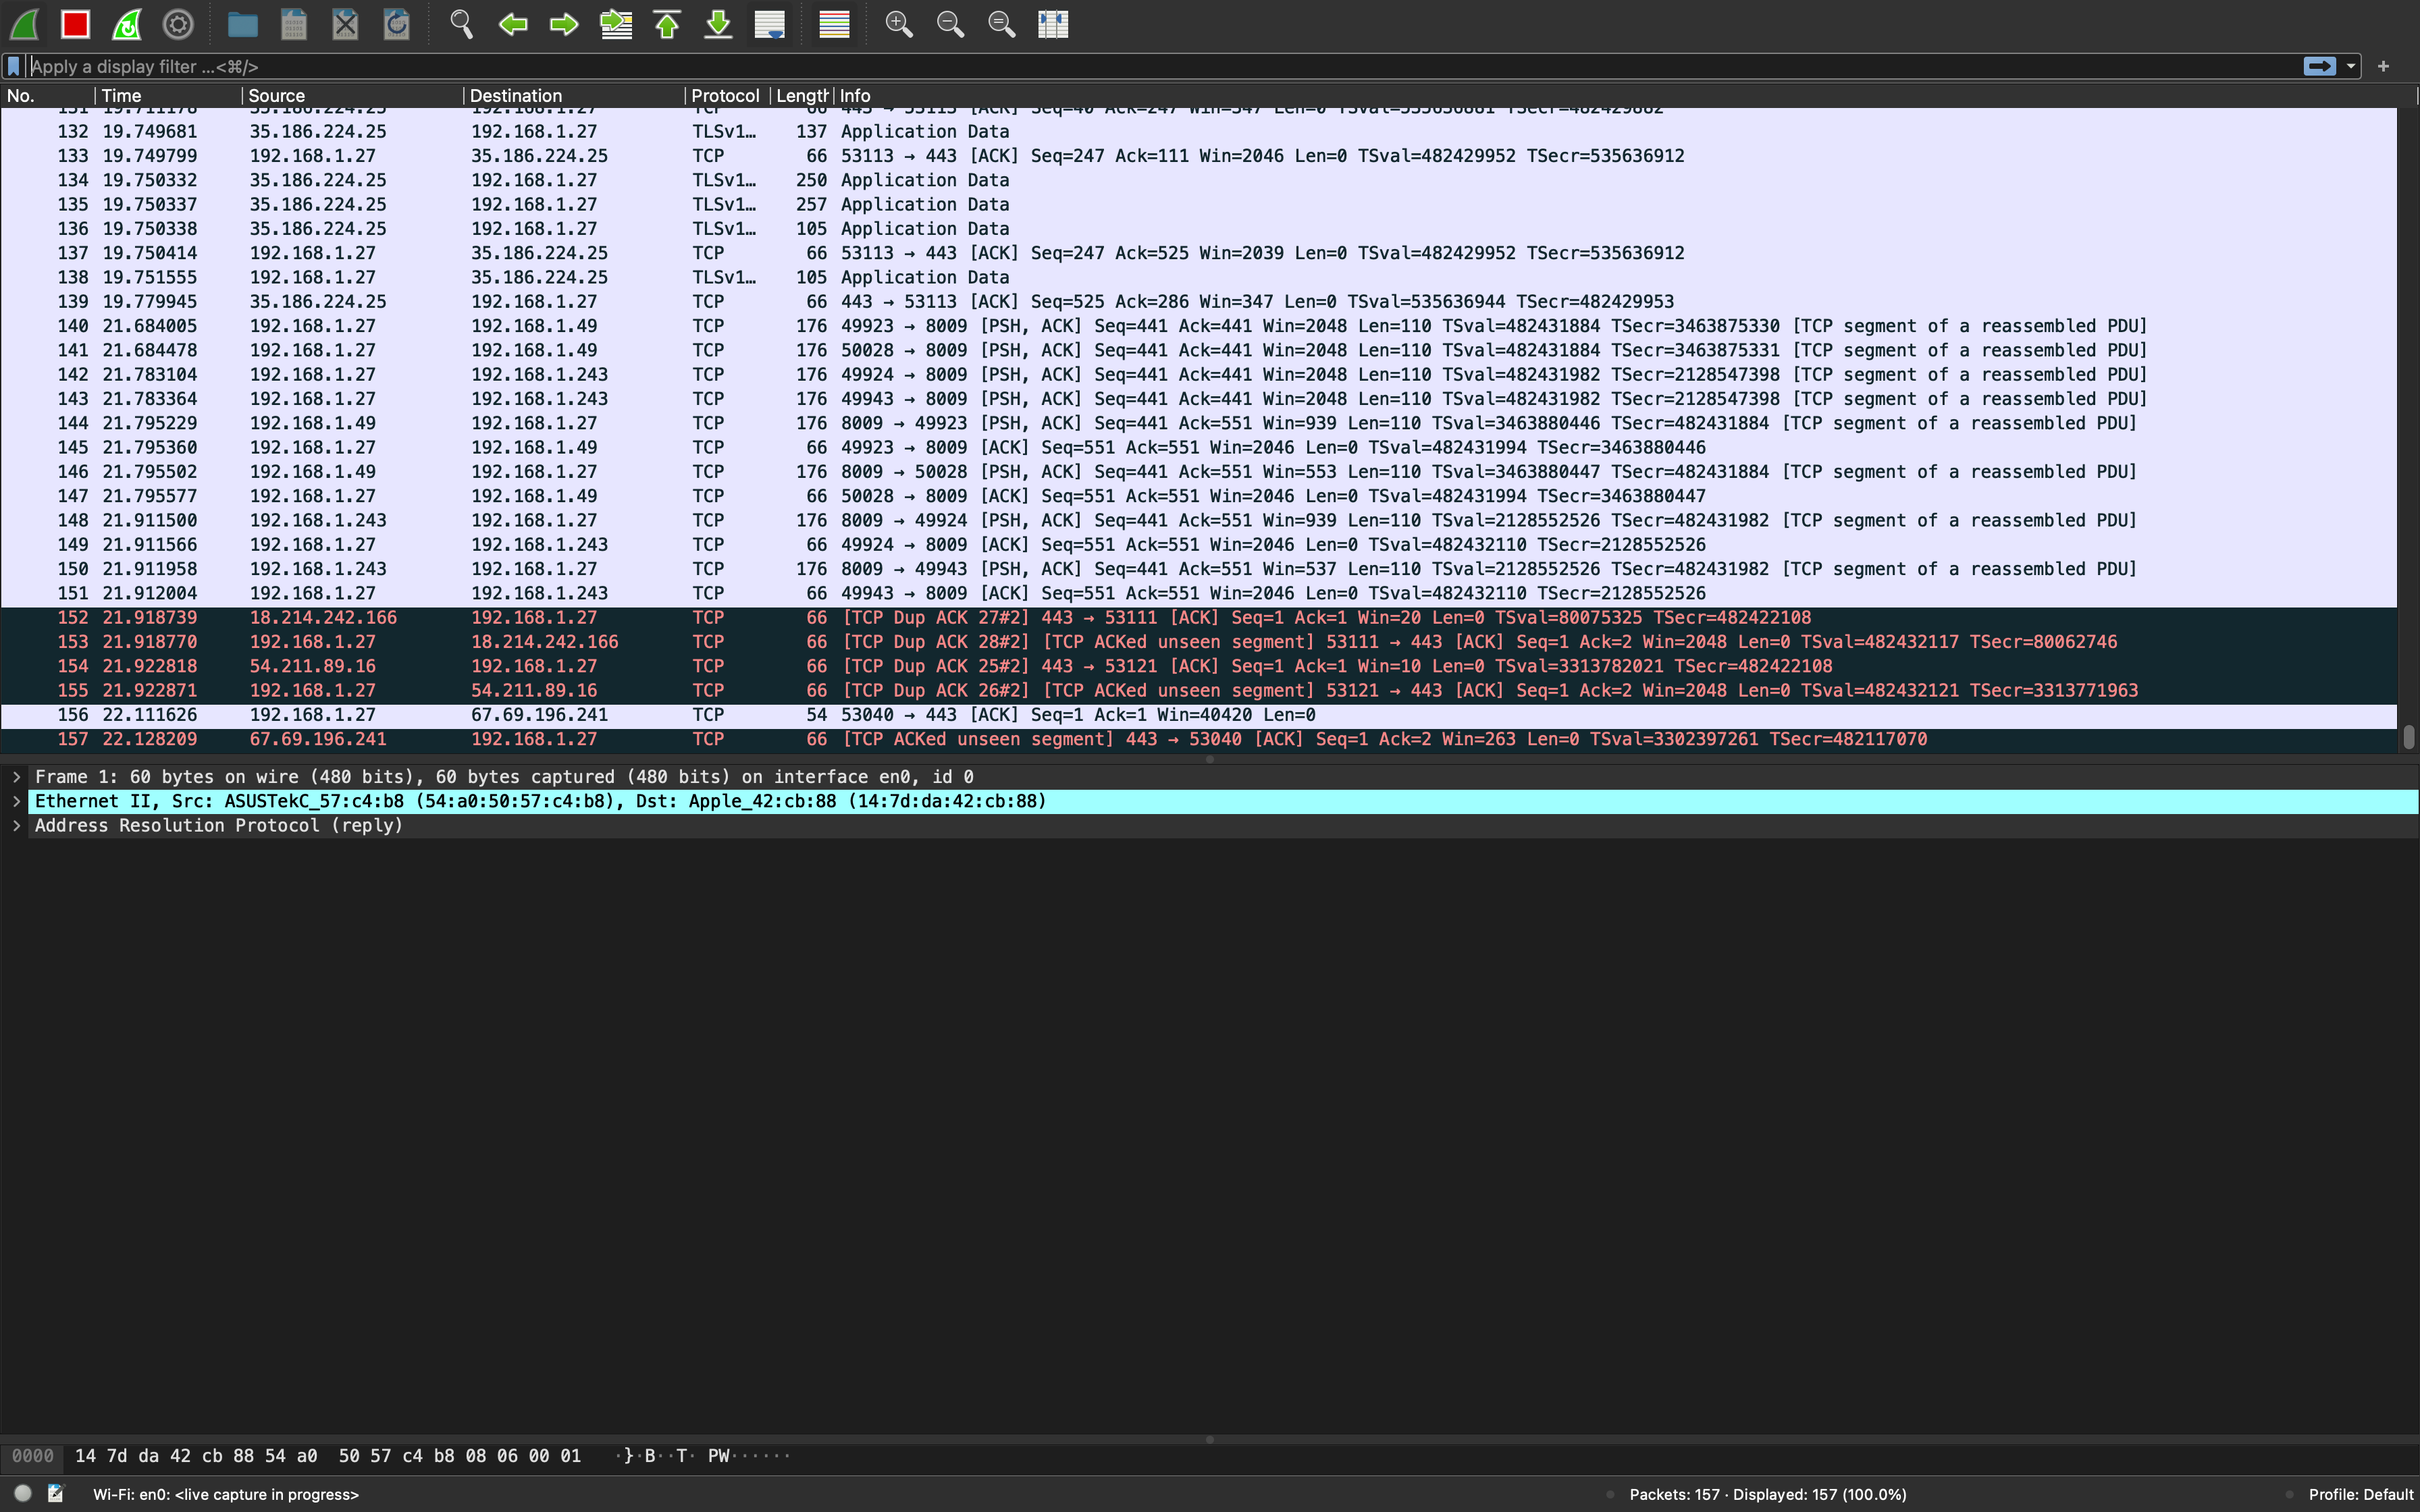 Apply a display filter ...<⌘/>
No. Time Source Destination Protocol Length Info
132 19.749681 35.186.224.25 192.168.1.27 TLSv1… 137 Application Data
133 19.749799 192.168.1.27 35.186.224.25 TCP 66 53113 → 443 [ACK] Seq=247 Ack=111 Win=2046 Len=0 TSval=482429952 TSecr=535636912
134 19.750332 35.186.224.25 192.168.1.27 TLSv1… 250 Application Data
135 19.750337 35.186.224.25 192.168.1.27 TLSv1… 257 Application Data
136 19.750338 35.186.224.25 192.168.1.27 TLSv1… 105 Application Data
137 19.750414 192.168.1.27 35.186.224.25 TCP 66 53113 → 443 [ACK] Seq=247 Ack=525 Win=2039 Len=0 TSval=482429952 TSecr=535636912
138 19.751555 192.168.1.27 35.186.224.25 TLSv1… 105 Application Data
139 19.779945 35.186.224.25 192.168.1.27 TCP 66 443 → 53113 [ACK] Seq=525 Ack=286 Win=347 Len=0 TSval=535636944 TSecr=482429953
140 21.684005 192.168.1.27 192.168.1.49 TCP 176 49923 → 8009 [PSH, ACK] Seq=441 Ack=441 Win=2048 Len=110 TSval=482431884 TSecr=3463875330 [TCP segment of a reassembled PDU]
141 21.684478 192.168.1.27 192.168.1.49 TCP 176 50028 → 8009 [PSH, ACK] Seq=441 Ack=441 Win=2048 Len=110 TSval=482431884 TSecr=3463875331 [TCP segment of a reassembled PDU]
142 21.783104 192.168.1.27 192.168.1.243 TCP 176 49924 → 8009 [PSH, ACK] Seq=441 Ack=441 Win=2048 Len=110 TSval=482431982 TSecr=2128547398 [TCP segment of a reassembled PDU]
143 21.783364 192.168.1.27 192.168.1.243 TCP 176 49943 → 8009 [PSH, ACK] Seq=441 Ack=441 Win=2048 Len=110 TSval=482431982 TSecr=2128547398 [TCP segment of a reassembled PDU]
144 21.795229 192.168.1.49 192.168.1.27 TCP 176 8009 → 49923 [PSH, ACK] Seq=441 Ack=551 Win=939 Len=110 TSval=3463880446 TSecr=482431884 [TCP segment of a reassembled PDU]
145 21.795360 192.168.1.27 192.168.1.49 TCP 66 49923 → 8009 [ACK] Seq=551 Ack=551 Win=2046 Len=0 TSval=482431994 TSecr=3463880446
146 21.795502 192.168.1.49 192.168.1.27 TCP 176 8009 → 50028 [PSH, ACK] Seq=441 Ack=551 Win=553 Len=110 TSval=3463880447 TSecr=482431884 [TCP segment of a reassembled PDU]
147 21.795577 192.168.1.27 192.168.1.49 TCP 66 50028 → 8009 [ACK] Seq=551 Ack=551 Win=2046 Len=0 TSval=482431994 TSecr=3463880447
148 21.911500 192.168.1.243 192.168.1.27 TCP 176 8009 → 49924 [PSH, ACK] Seq=441 Ack=551 Win=939 Len=110 TSval=2128552526 TSecr=482431982 [TCP segment of a reassembled PDU]
149 21.911566 192.168.1.27 192.168.1.243 TCP 66 49924 → 8009 [ACK] Seq=551 Ack=551 Win=2046 Len=0 TSval=482432110 TSecr=2128552526
150 21.911958 192.168.1.243 192.168.1.27 TCP 176 8009 → 49943 [PSH, ACK] Seq=441 Ack=551 Win=537 Len=110 TSval=2128552526 TSecr=482431982 [TCP segment of a reassembled PDU]
151 21.912004 192.168.1.27 192.168.1.243 TCP 66 49943 → 8009 [ACK] Seq=551 Ack=551 Win=2046 Len=0 TSval=482432110 TSecr=2128552526
152 21.918739 18.214.242.166 192.168.1.27 TCP 66 [TCP Dup ACK 27#2] 443 → 53111 [ACK] Seq=1 Ack=1 Win=20 Len=0 TSval=80075325 TSecr=482422108
153 21.918770 192.168.1.27 18.214.242.166 TCP 66 [TCP Dup ACK 28#2] [TCP ACKed unseen segment] 53111 → 443 [ACK] Seq=1 Ack=2 Win=2048 Len=0 TSval=482432117 TSecr=80062746
154 21.922818 54.211.89.16 192.168.1.27 TCP 66 [TCP Dup ACK 25#2] 443 → 53121 [ACK] Seq=1 Ack=1 Win=10 Len=0 TSval=3313782021 TSecr=482422108
155 21.922871 192.168.1.27 54.211.89.16 TCP 66 [TCP Dup ACK 26#2] [TCP ACKed unseen segment] 53121 → 443 [ACK] Seq=1 Ack=2 Win=2048 Len=0 TSval=482432121 TSecr=3313771963
156 22.111626 192.168.1.27 67.69.196.241 TCP 54 53040 → 443 [ACK] Seq=1 Ack=1 Win=40420 Len=0
157 22.128209 67.69.196.241 192.168.1.27 TCP 66 [TCP ACKed unseen segment] 443 → 53040 [ACK] Seq=1 Ack=2 Win=263 Len=0 TSval=3302397261 TSecr=482117070
Frame 1: 60 bytes on wire (480 bits), 60 bytes captured (480 bits) on interface en0, id 0
Ethernet II, Src: ASUSTekC_57:c4:b8 (54:a0:50:57:c4:b8), Dst: Apple_42:cb:88 (14:7d:da:42:cb:88)
Address Resolution Protocol (reply)
0000 14 7d da 42 cb 88 54 a0 50 57 c4 b8 08 06 00 01 ·}·B··T· PW······
Wi-Fi: en0: <live capture in progress> Packets: 157 · Displayed: 157 (100.0%) Profile: Default